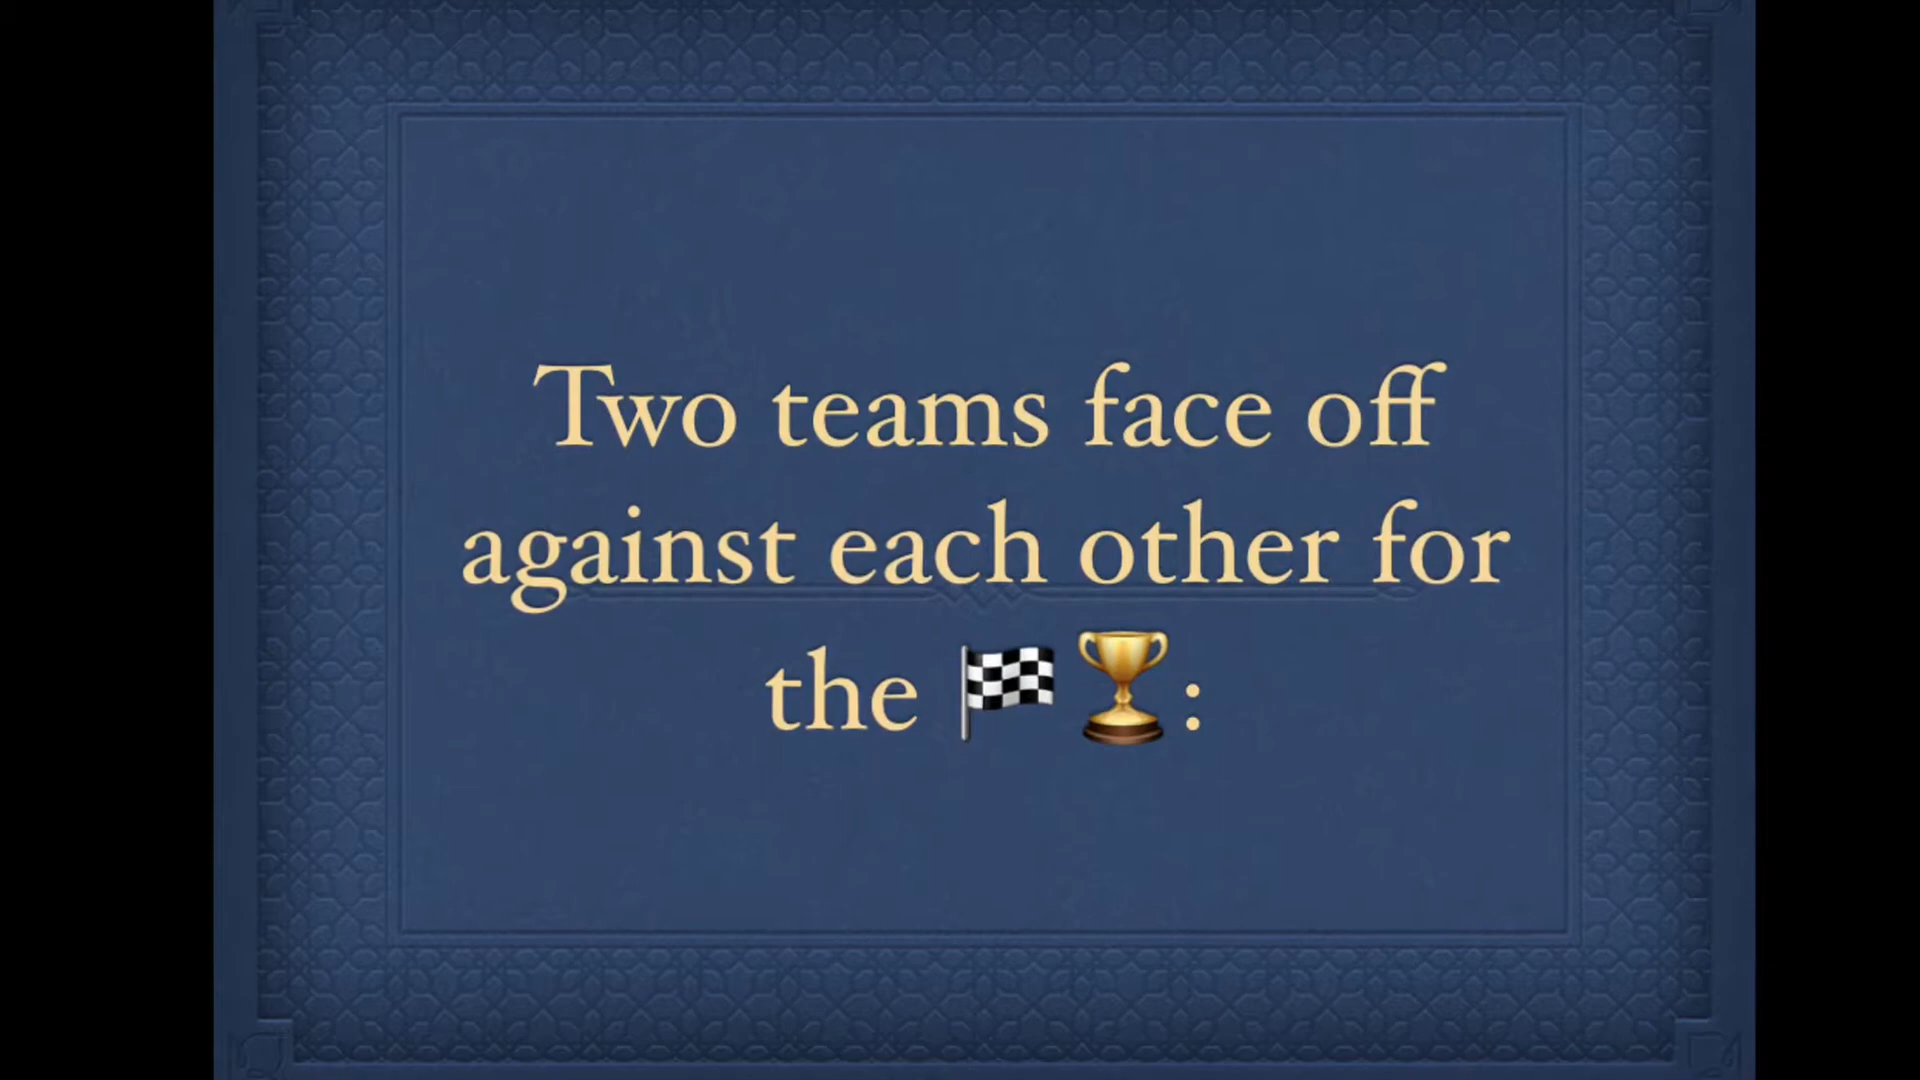 Two teams face off
against each other for
the 🏁🏆: